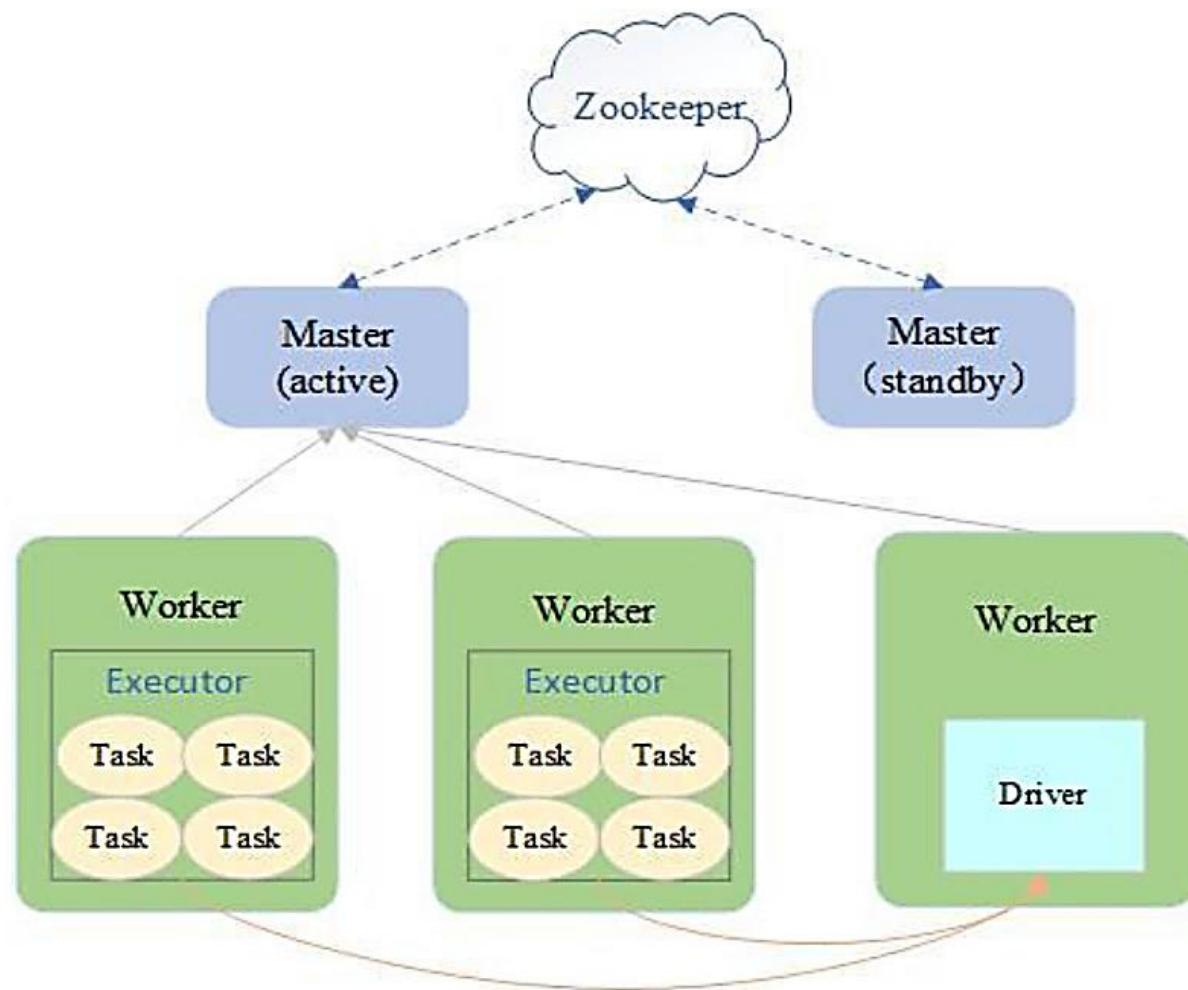 Zookeeper
Master
(active)
Master
（standby）
Worker
Executor
Task
Task
Task
Task
Worker
Executor
Task
Task
Task
Task
Worker
Driver